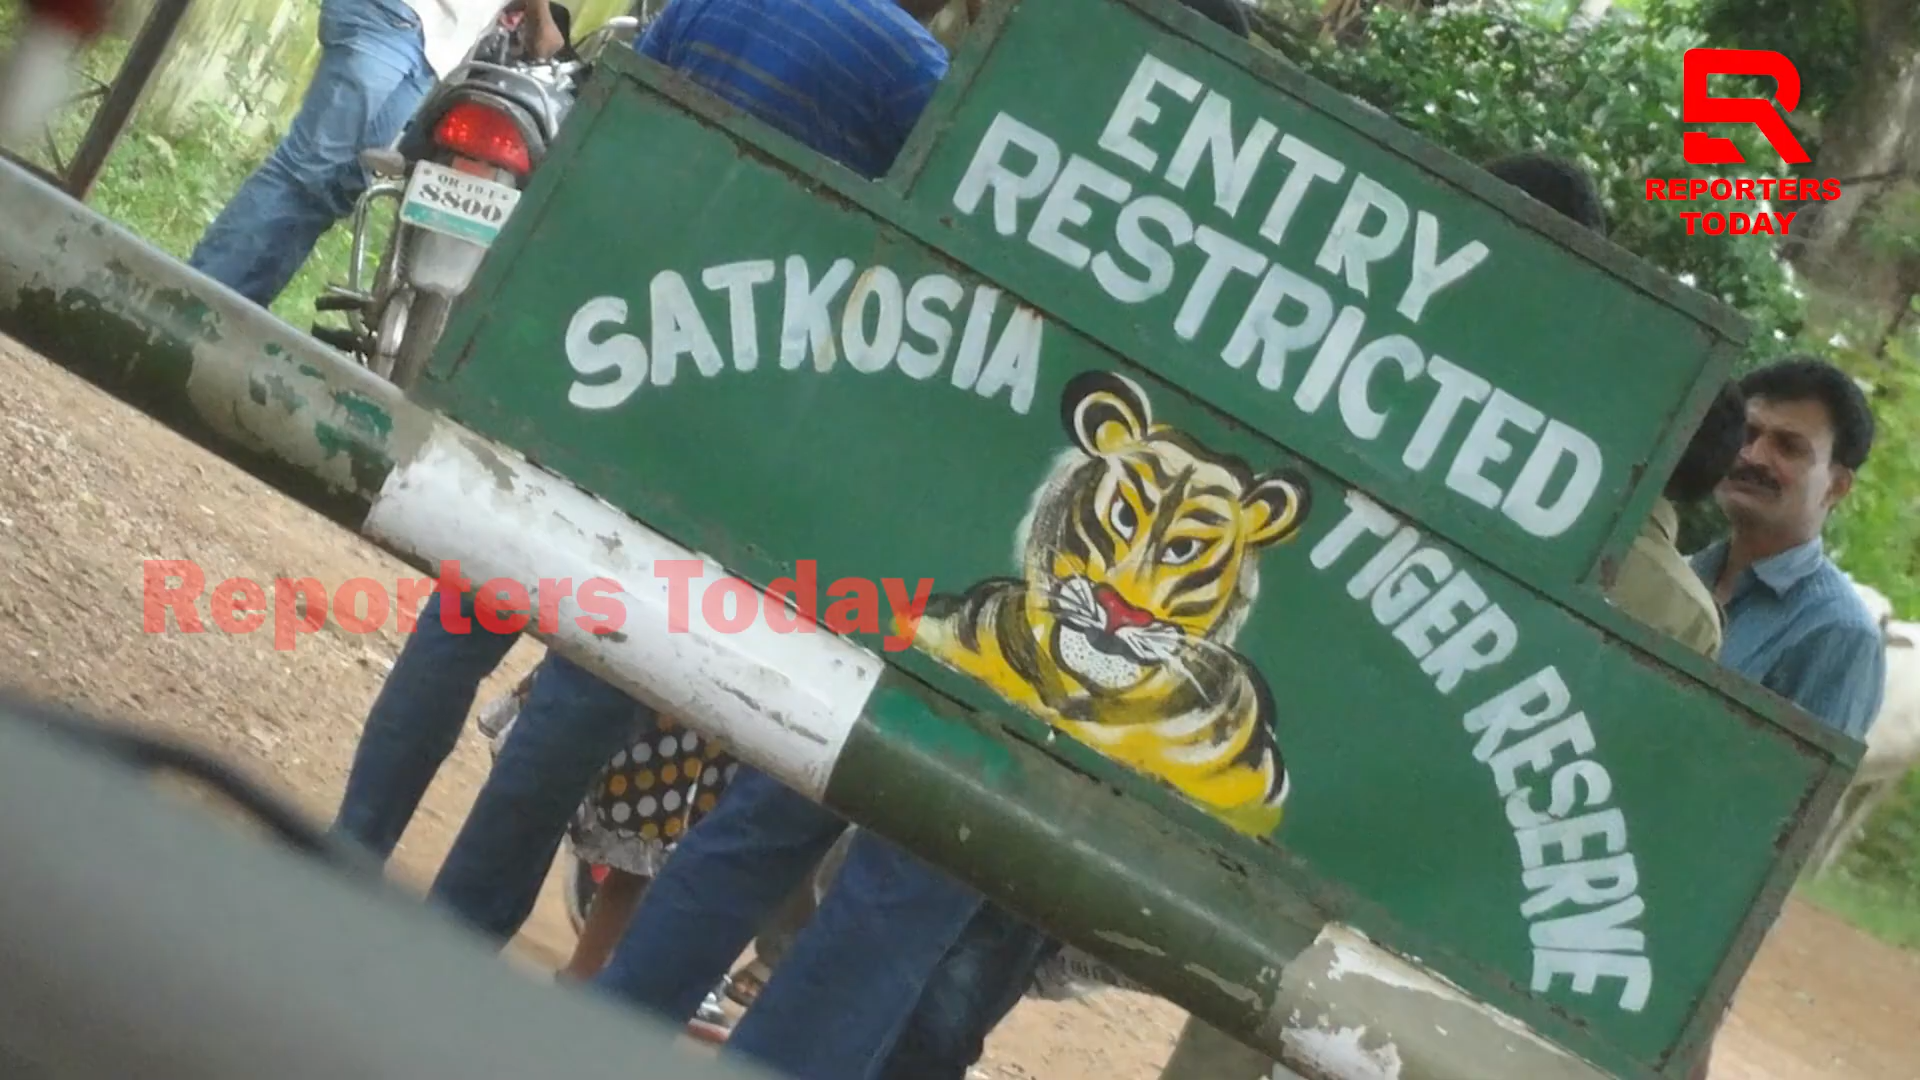 ENTRY
RESTRICTED
SATKOSIA TIGER RESERVE
8800
REPORTERS
TODAY
Reporters Today